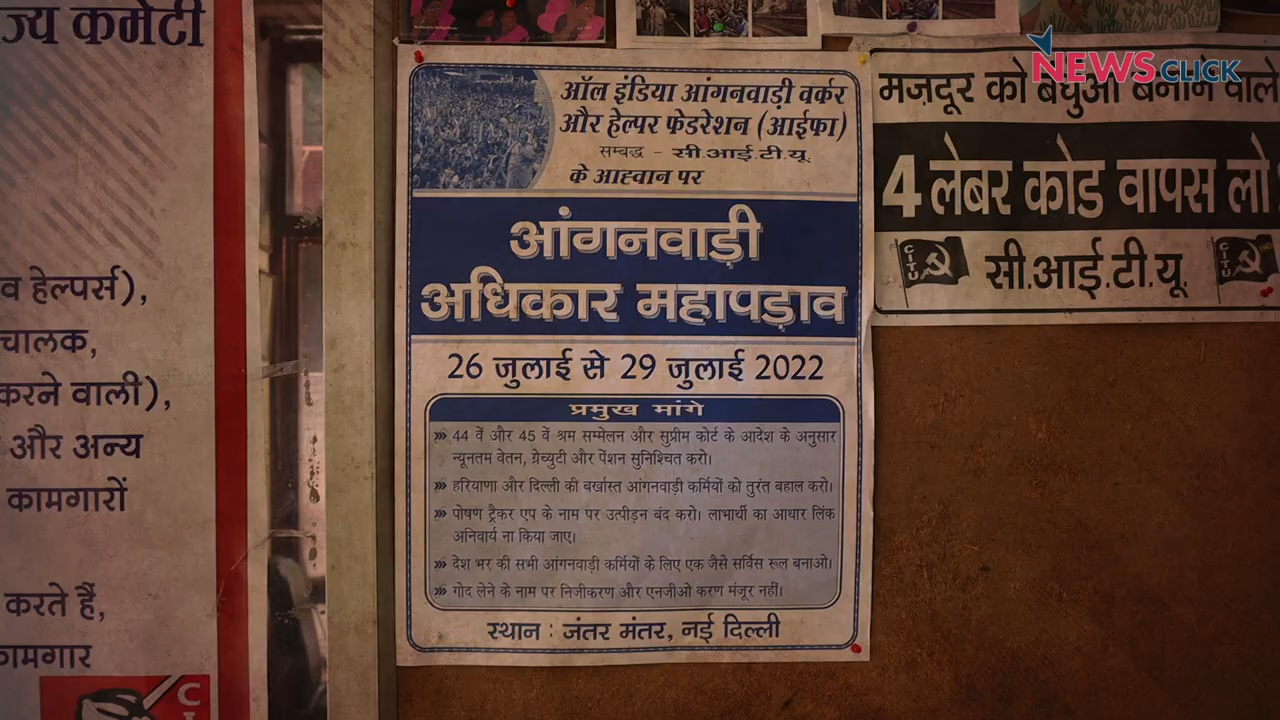 ज्य कमेटी
व हेल्पर्स),
चालक,
करने वाली),
और अन्य
कामगारों
करते हैं,
कामगार
C
ऑल इंडिया आंगनवाड़ी वर्कर
और हेल्पर फेडरेशन (आईफा)
सम्बद्ध - सी.आई.टी.यू.
के आह्वान पर
आंगनवाड़ी
अधिकार महापड़ाव
26 जुलाई से 29 जुलाई 2022
प्रमुख मांगे
44 वें और 45 वें श्रम सम्मेलन और सुप्रीम कोर्ट के आदेश के अनुसार
न्यूनतम वेतन, ग्रेच्युटी और पेंशन सुनिश्चित करो।
हरियाणा और दिल्ली की बर्खास्त आंगनवाड़ी कर्मियों को तुरंत बहाल करो।
पोषण ट्रैकर एप के नाम पर उत्पीड़न बंद करो। लाभार्थी का आधार लिंक
अनिवार्य ना किया जाए।
देश भर की सभी आंगनवाड़ी कर्मियों के लिए एक जैसे सर्विस रूल बनाओ।
गोद लेने के नाम पर निजीकरण और एनजीओ करण मंजूर नहीं।
स्थान : जंतर मंतर, नई दिल्ली
NEWSCLICK
मज़दूर को बंधुआ बनाने वाले
4 लेबर कोड वापस लो
CITU
सी.आई.टी.यू.
CITU